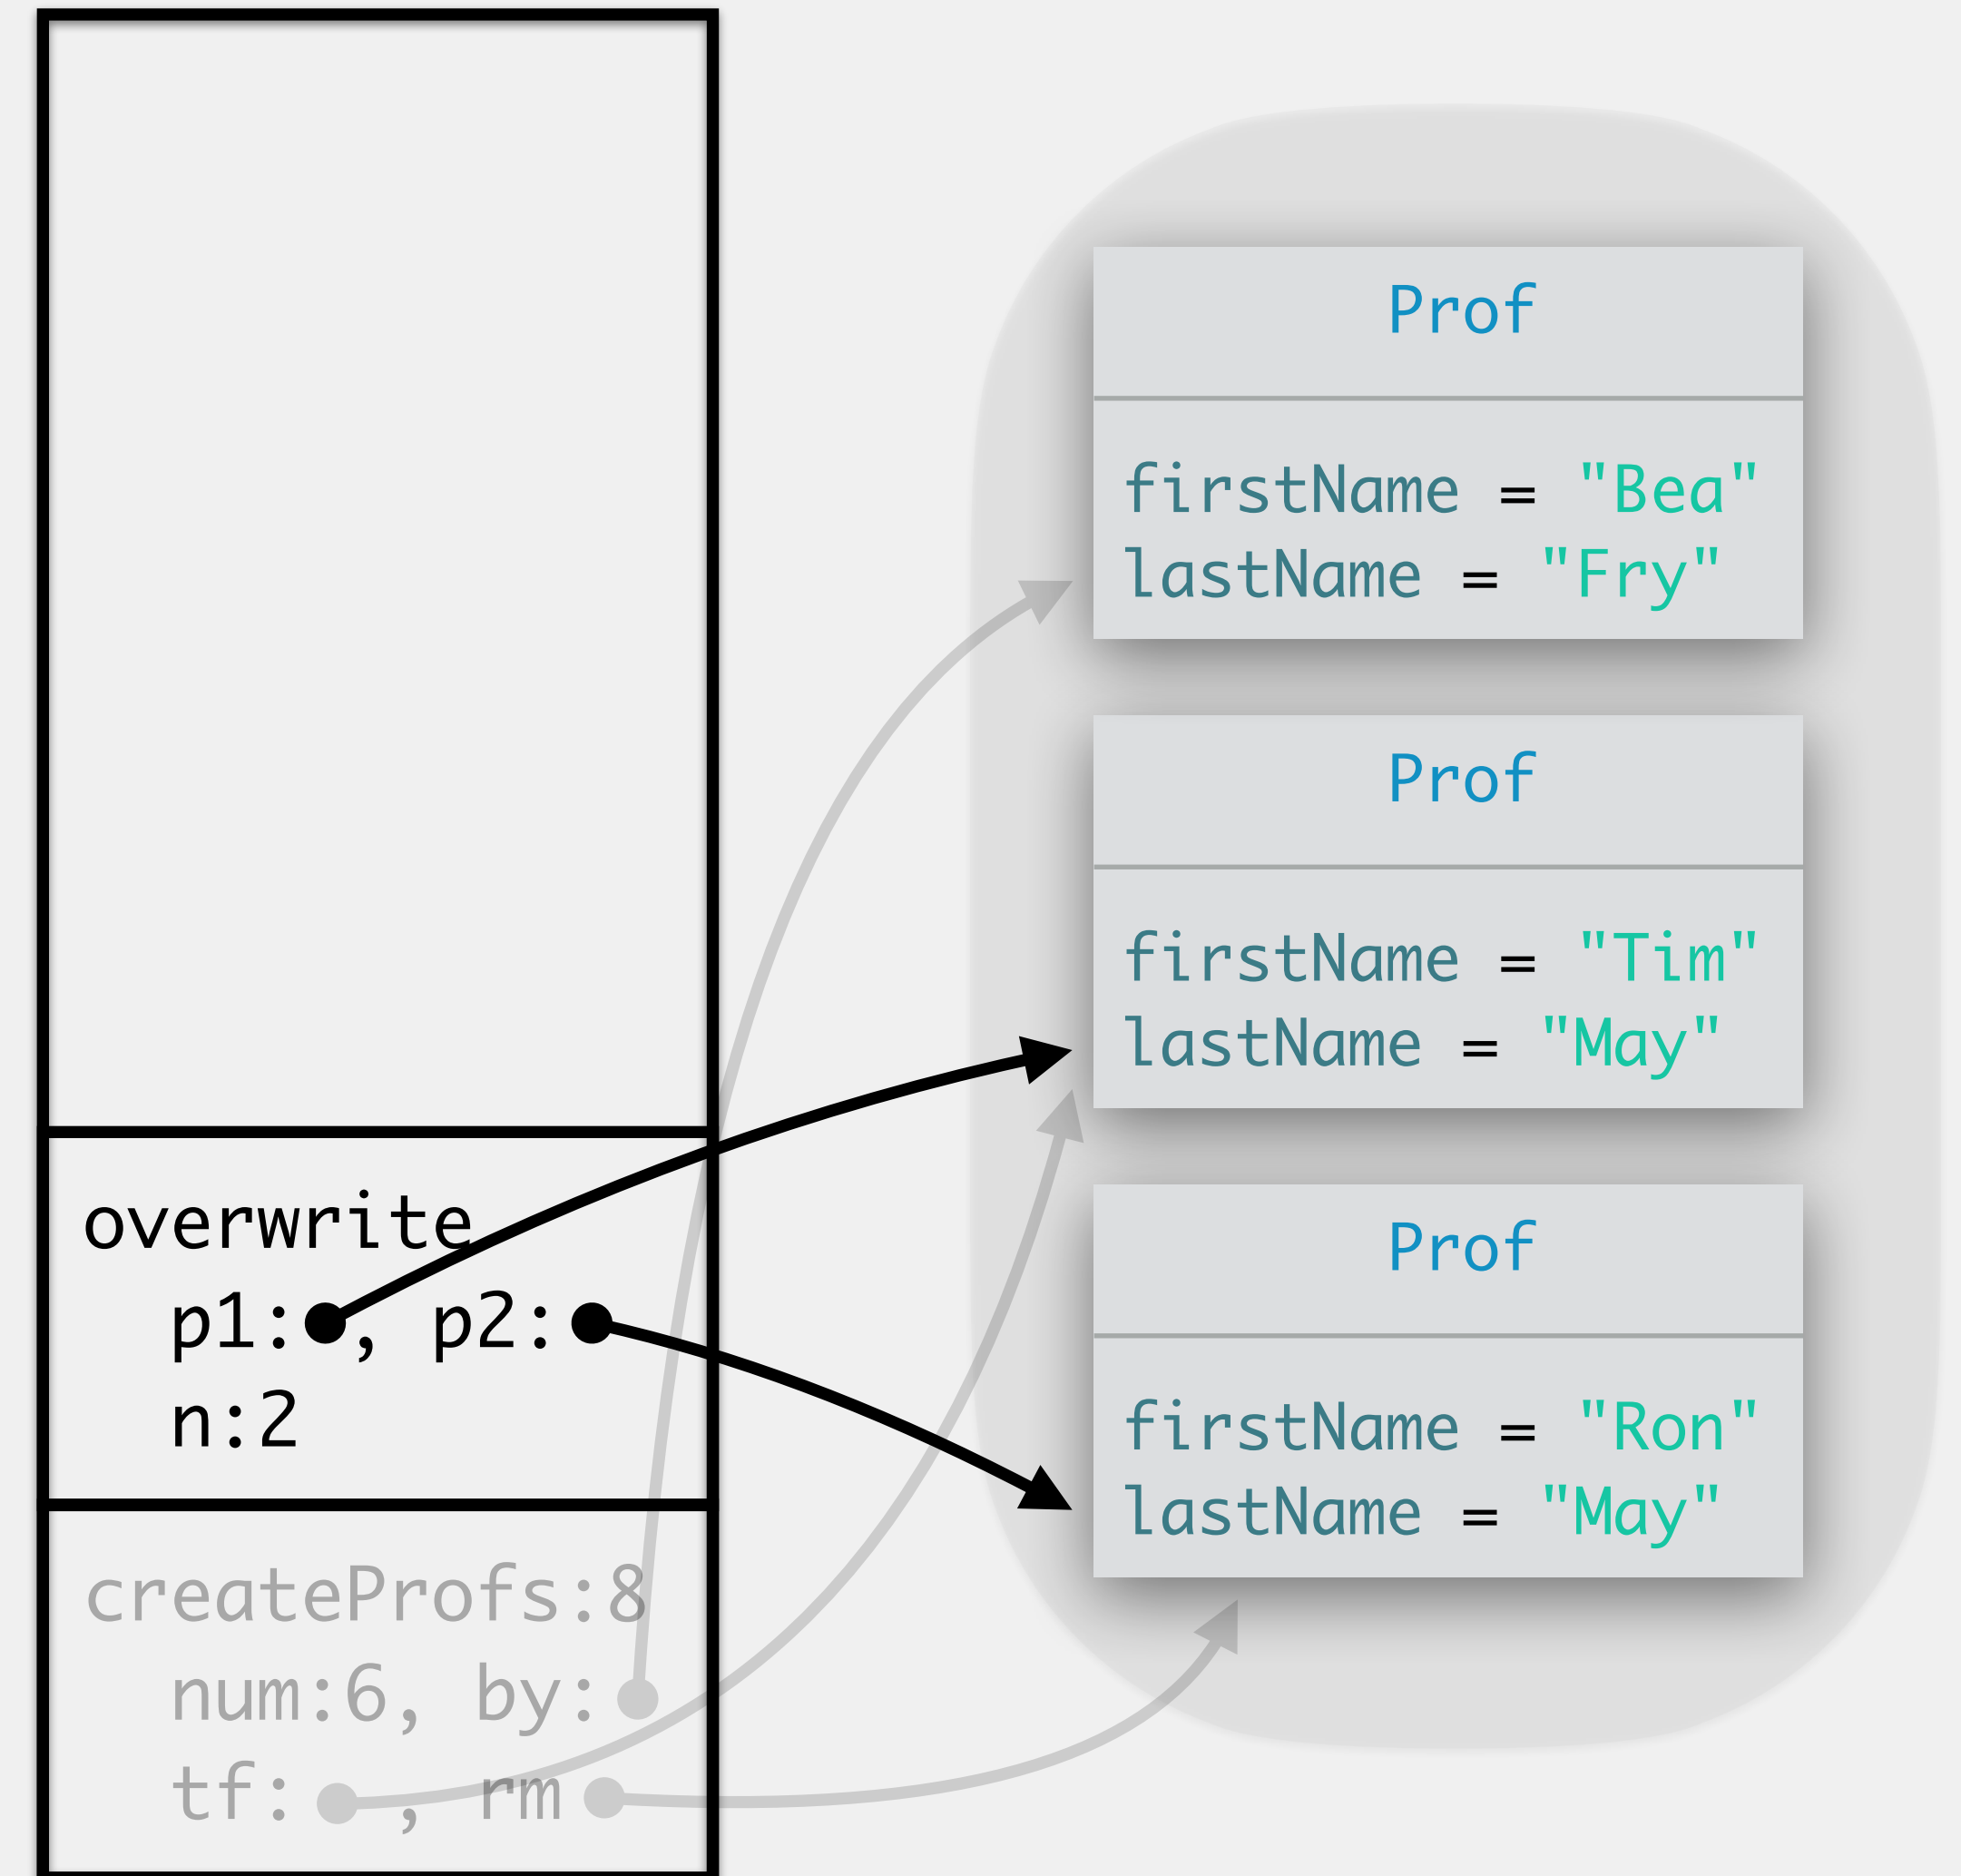 overwrite
p1: , p2:
n:2
createProfs:8
num:6, by:
tf: , rm
Prof
firstName = "Bea"
lastName = "Fry"
Prof
firstName = "Tim"
lastName = "May"
Prof
firstName = "Ron"
lastName = "May"